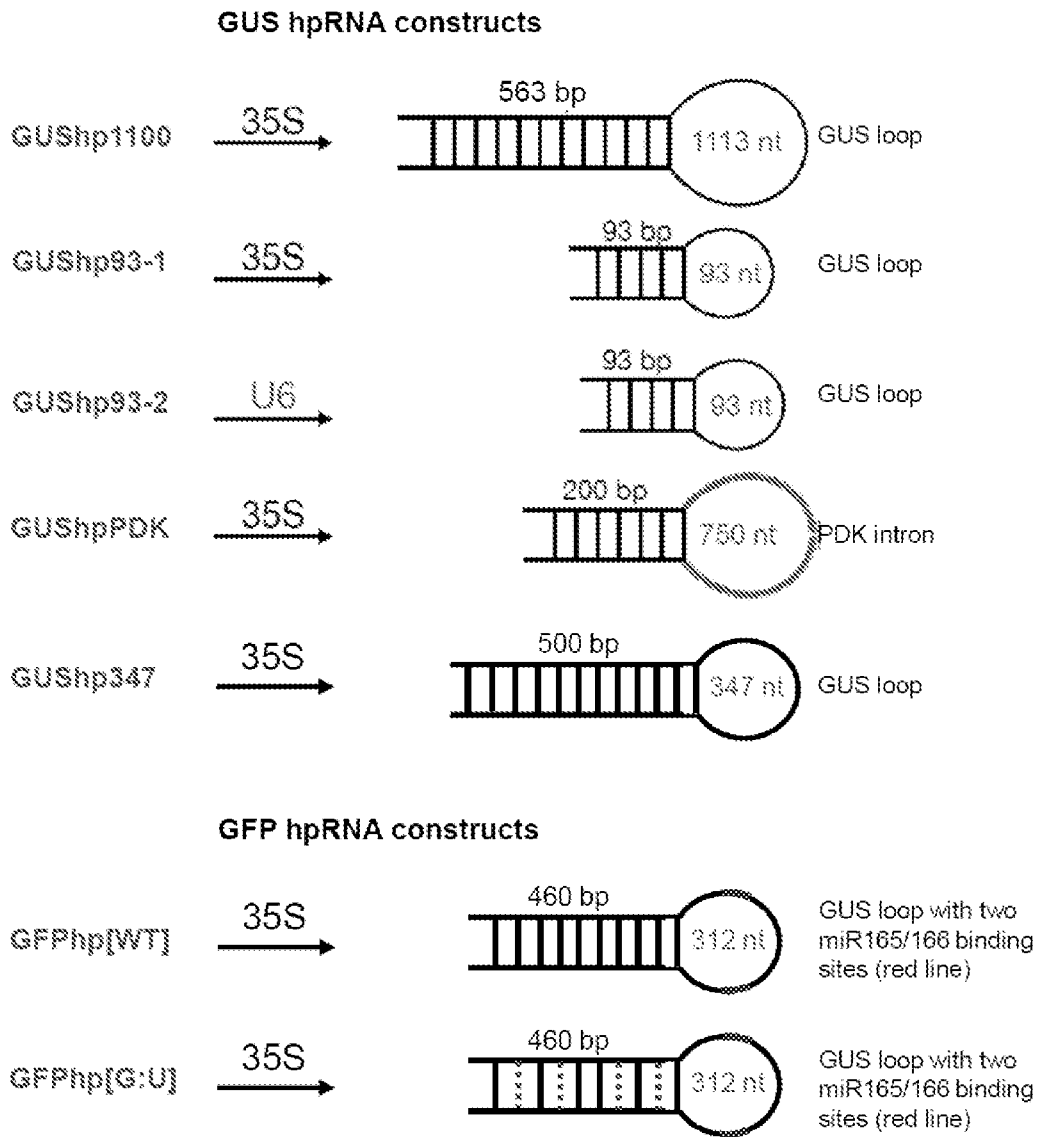 GUS hpRNA constructs
GUShp1100
35S
563 bp
1113 nt
GUS loop
GUShp93-1
35S
93 bp
93 nt
GUS loop
GUShp93-2
U6
93 bp
93 nt
GUS loop
GUShpPDK
35S
200 bp
750 nt
PDK intron
GUShp347
35S
500 bp
347 nt
GUS loop
GFP hpRNA constructs
GFPhp[WT]
35S
460 bp
312 nt
GUS loop with two
miR165/166 binding
sites (red line)
GFPhp[G:U]
35S
460 bp
312 nt
GUS loop with two
miR165/166 binding
sites (red line)